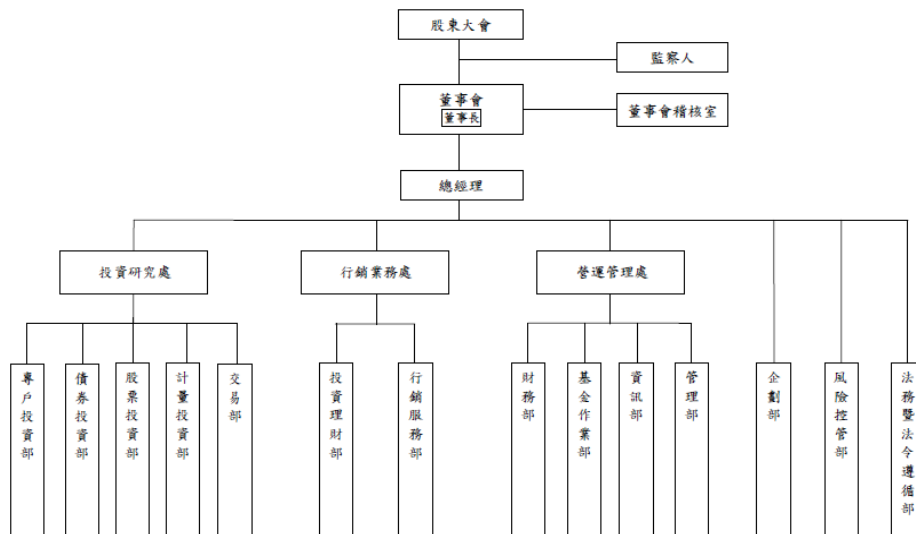 股東大會
監察人
董事會
董事長
董事會稽核室
總經理
投資研究處
行銷業務處
營運管理處
專戶投資部
債券投資部
股票投資部
計量投資部
交易部
投資理財部
行銷服務部
財務部
基金作業部
資訊部
管理部
企劃部
風險控管部
法務暨法令遵循部